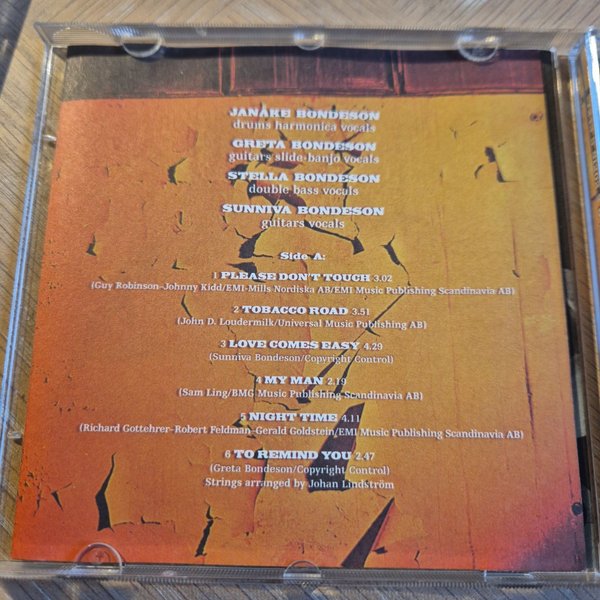 JANAKE BONDESON
drums harmonica vocals
GRETA BONDESON
guitars slide-banjo vocals
STELLA BONDESON
double bass vocals
SUNNIVA BONDESON
guitars vocals
Side A:
1 PLEASE DON'T TOUCH 3.02
(Guy Robinson-Johnny Kidd/EMI-Mills Nordiska AB/EMI Music Publishing Scandinavia AB)
2 TOBACCO ROAD 3.51
(John D. Loudermilk/Universal Music Publishing AB)
3 LOVE COMES EASY 4.29
(Sunniva Bondeson/Copyright Control)
4 MY MAN 2.19
(Sam Ling/BMG Music Publishing Scandinavia AB)
5 NIGHT TIME 4.11
(Richard Gottehrer-Robert Feldman-Gerald Goldstein/EMI Music Publishing Scandinavia AB)
6 TO REMIND YOU 2.47
(Greta Bondeson/Copyright Control)
Strings arranged by Johan Lindström